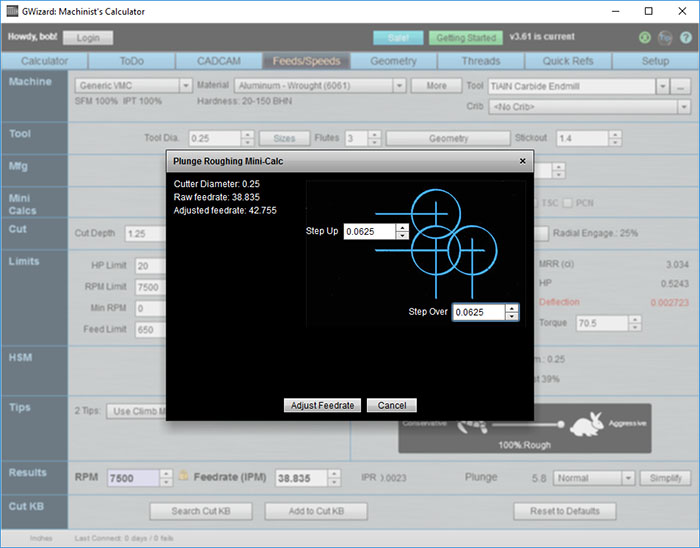 GWizard: Machinist's Calculator
Howdy, bob! Login Sale! Getting Started v3.61 is current
Calculator ToDo CADCAM Feeds/Speeds Geometry Threads Quick Refs Setup
Machine Generic VMC Material Aluminum - Wrought (6061) More Tool TiAlN Carbide Endmill ...
SFM 100% IPT 100% Hardness: 20-150 BHN Crib <No Crib>
Tool Tool Dia. 0.25 Sizes Flutes 3 Geometry Stickout 1.4
Plunge Roughing Mini-Calc ×
Cutter Diameter: 0.25
Raw feedrate: 38.835
Adjusted feedrate: 42.755
Step Up 0.0625
Step Over 0.0625
Adjust Feedrate Cancel
Mfg
Mini
Calcs TSC PCN
Cut Cut Depth 1.25 Radial Engage.: 25%
Limits HP Limit 20 MRR (ci) 3.034
RPM Limit 7500 HP 0.5243
Min RPM 0 Deflection 0.002723
Feed Limit 650 Torque 70.5
HSM 0.25
39%
Tips 2 Tips: Use Climb M Conservative Aggressive
100%:Rough
Results RPM 7500 Feedrate (IPM) 38.835 IPR 0.0023 Plunge 5.8 Normal Simplify
Cut KB Search Cut KB Add to Cut KB Reset to Defaults
Inches Last Connect: 0 days / 0 fails